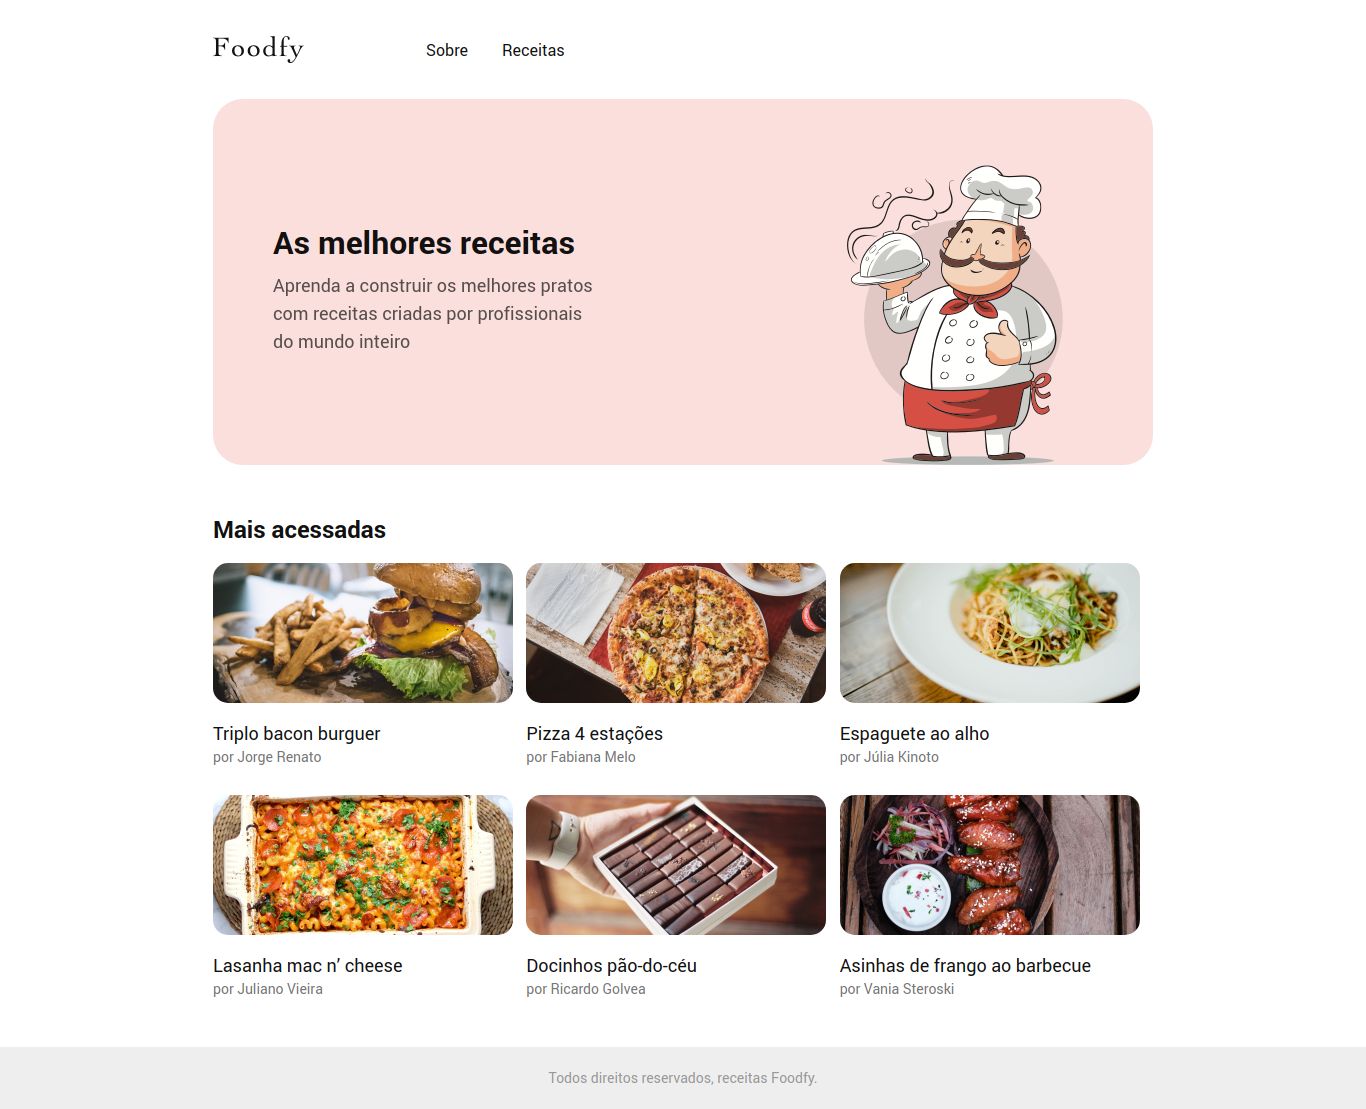 Foodfy
Sobre
Receitas
As melhores receitas
Aprenda a construir os melhores pratos
com receitas criadas por profissionais
do mundo inteiro
Mais acessadas
Triplo bacon burguer
por Jorge Renato
Pizza 4 estações
por Fabiana Melo
Espaguete ao alho
por Júlia Kinoto
Lasanha mac n’ cheese
por Juliano Vieira
Docinhos pão-do-céu
por Ricardo Golvea
Asinhas de frango ao barbecue
por Vania Steroski
Todos direitos reservados, receitas Foodfy.